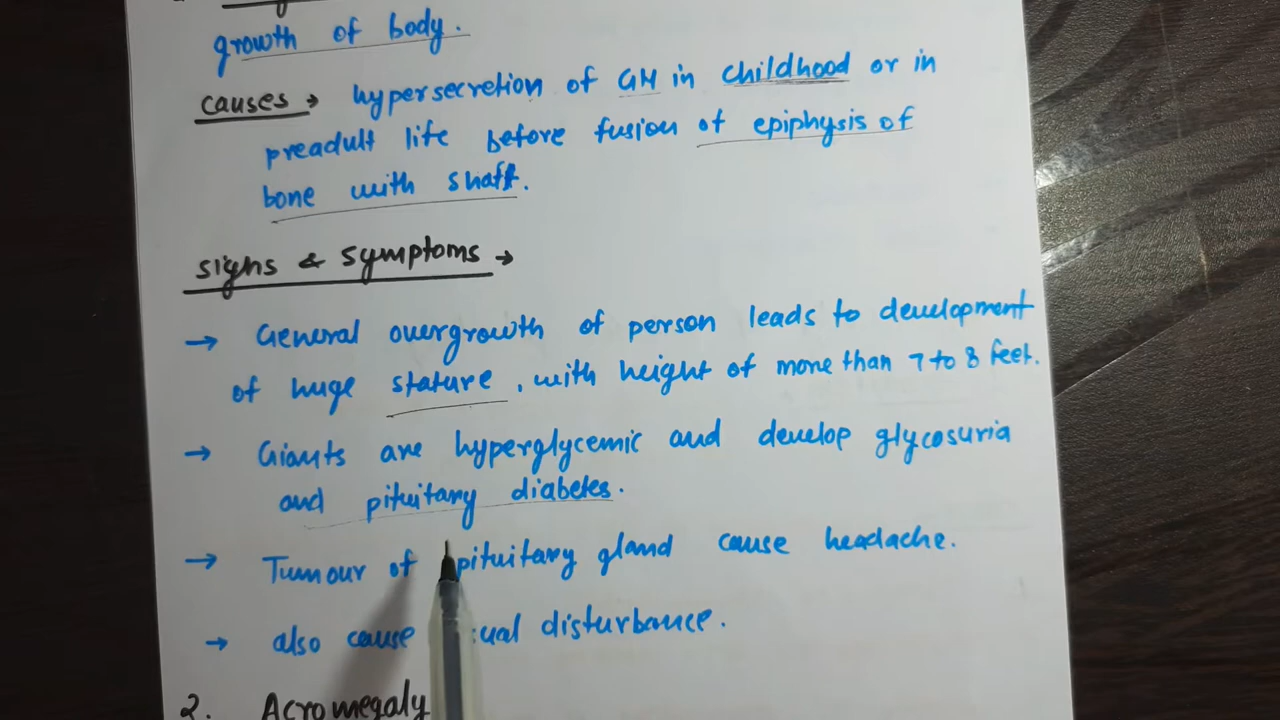 growth of body.
causes → hypersecretion of GH in childhood or in
preadult life before fusion of epiphysis of
bone with shaft.
signs & symptoms →
→ General overgrowth of person leads to development
of huge stature, with height of more than 7 to 8 feet.
→ Giants are hyperglycemic and develop glycosuria
and pituitary diabetes.
→ Tumour of pituitary gland cause headache.
→ also cause ual disturbance.
2. Acromegaly